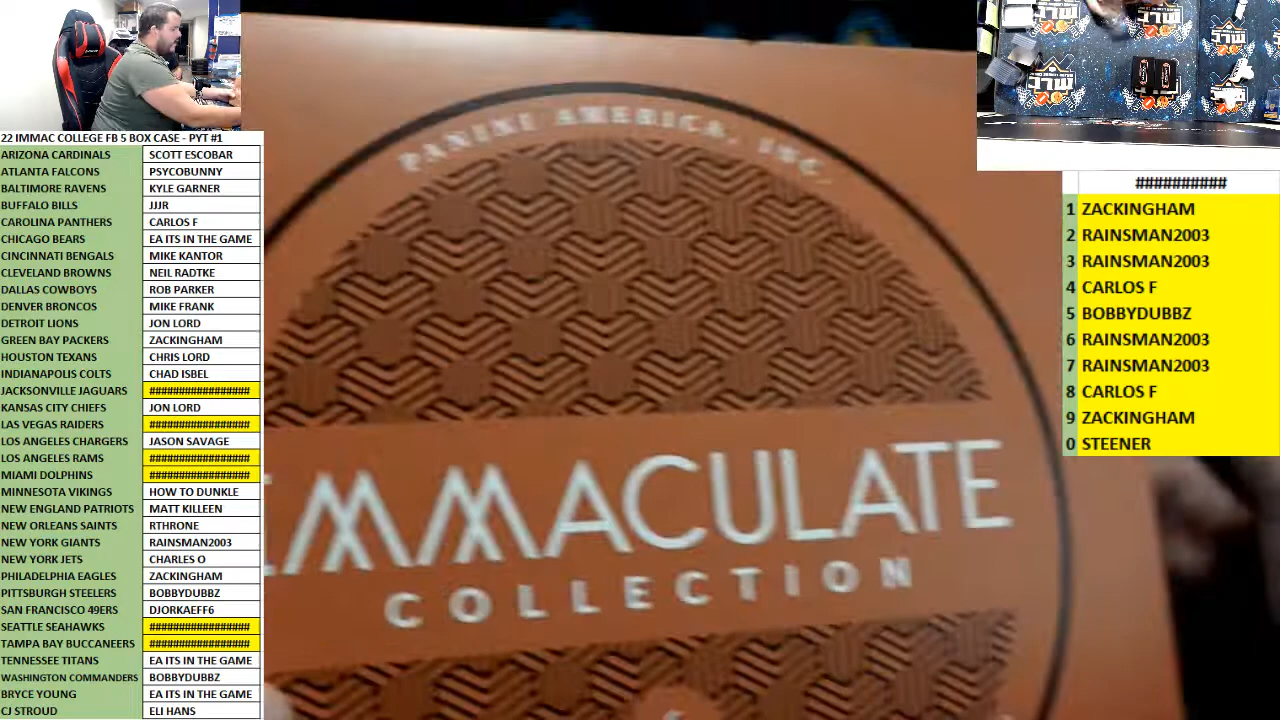 22 IMMAC COLLEGE FB 5 BOX CASE - PYT #1
ARIZONA CARDINALS SCOTT ESCOBAR
ATLANTA FALCONS PSYCOBUNNY
BALTIMORE RAVENS KYLE GARNER
BUFFALO BILLS JJJR
CAROLINA PANTHERS CARLOS F
CHICAGO BEARS EA ITS IN THE GAME
CINCINNATI BENGALS MIKE KANTOR
CLEVELAND BROWNS NEIL RADTKE
DALLAS COWBOYS ROB PARKER
DENVER BRONCOS MIKE FRANK
DETROIT LIONS JON LORD
GREEN BAY PACKERS ZACKINGHAM
HOUSTON TEXANS CHRIS LORD
INDIANAPOLIS COLTS CHAD ISBEL
JACKSONVILLE JAGUARS #################
KANSAS CITY CHIEFS JON LORD
LAS VEGAS RAIDERS #################
LOS ANGELES CHARGERS JASON SAVAGE
LOS ANGELES RAMS #################
MIAMI DOLPHINS #################
MINNESOTA VIKINGS HOW TO DUNKLE
NEW ENGLAND PATRIOTS MATT KILLEEN
NEW ORLEANS SAINTS RTHRONE
NEW YORK GIANTS RAINSMAN2003
NEW YORK JETS CHARLES O
PHILADELPHIA EAGLES ZACKINGHAM
PITTSBURGH STEELERS BOBBYDUBBZ
SAN FRANCISCO 49ERS DJORKAEFF6
SEATTLE SEAHAWKS #################
TAMPA BAY BUCCANEERS #################
TENNESSEE TITANS EA ITS IN THE GAME
WASHINGTON COMMANDERS BOBBYDUBBZ
BRYCE YOUNG EA ITS IN THE GAME
CJ STROUD ELI HANS
PANINI AMERICA, INC.
IMMACULATE
COLLECTION
##########
1 ZACKINGHAM
2 RAINSMAN2003
3 RAINSMAN2003
4 CARLOS F
5 BOBBYDUBBZ
6 RAINSMAN2003
7 RAINSMAN2003
8 CARLOS F
9 ZACKINGHAM
0 STEENER